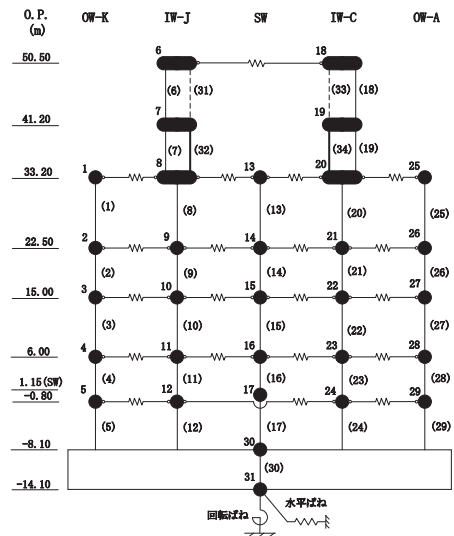 O.P. OW-K IW-J SW IW-C OW-A
(m)
50.50 6 18
(6) (31) (33) (18)
41.20 7 19
(7) (32) (34) (19)
33.20 1 8 13 20 25
(1) (8) (13) (20) (25)
22.50 2 9 14 21 26
(2) (9) (14) (21) (26)
15.00 3 10 15 22 27
(3) (10) (15) (22) (27)
6.00 4 11 16 23 28
(4) (11) (16) (23) (28)
1.15(SW) 17
-0.80 5 12 24 29
(5) (12) (17) (24) (29)
-8.10 30
(30)
-14.10 31
回転ばね 水平ばね